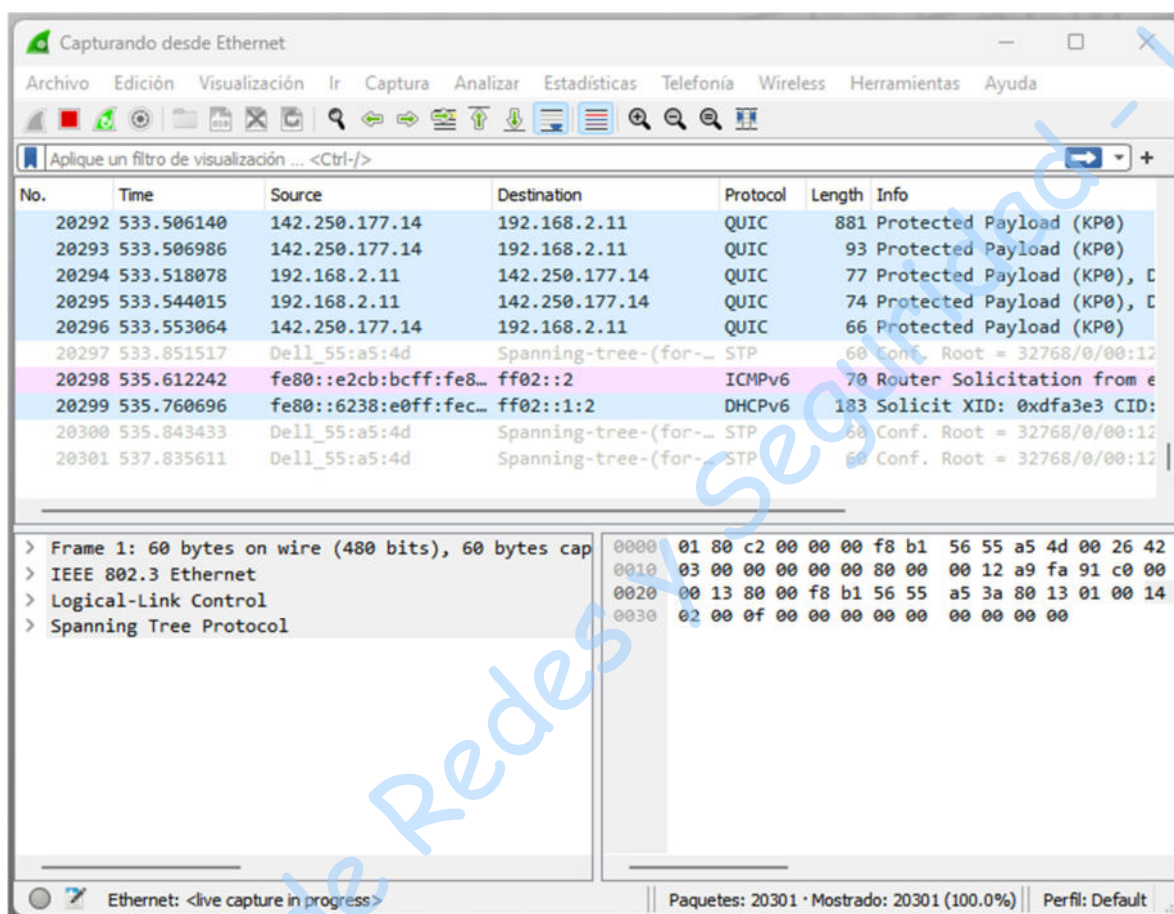 Capturando desde Ethernet
Archivo Edición Visualización Ir Captura Analizar Estadísticas Telefonía Wireless Herramientas Ayuda
Aplique un filtro de visualización ... <Ctrl-/>
No. Time Source Destination Protocol Length Info
20292 533.506140 142.250.177.14 192.168.2.11 QUIC 881 Protected Payload (KP0)
20293 533.506986 142.250.177.14 192.168.2.11 QUIC 93 Protected Payload (KP0)
20294 533.518078 192.168.2.11 142.250.177.14 QUIC 77 Protected Payload (KP0), D
20295 533.544015 192.168.2.11 142.250.177.14 QUIC 74 Protected Payload (KP0), D
20296 533.553064 142.250.177.14 192.168.2.11 QUIC 66 Protected Payload (KP0)
20297 533.851517 Dell_55:a5:4d Spanning-tree-(for-… STP 60 Conf. Root = 32768/0/00:12
20298 535.612242 fe80::e2cb:bcff:fe8… ff02::2 ICMPv6 70 Router Solicitation from e
20299 535.760696 fe80::6238:e0ff:fec… ff02::1:2 DHCPv6 183 Solicit XID: 0xdfa3e3 CID:
20300 535.843433 Dell_55:a5:4d Spanning-tree-(for-… STP 60 Conf. Root = 32768/0/00:12
20301 537.835611 Dell_55:a5:4d Spanning-tree-(for-… STP 60 Conf. Root = 32768/0/00:12
> Frame 1: 60 bytes on wire (480 bits), 60 bytes cap
> IEEE 802.3 Ethernet
> Logical-Link Control
> Spanning Tree Protocol
0000 01 80 c2 00 00 00 f8 b1 56 55 a5 4d 00 26 42
0010 03 00 00 00 00 00 80 00 00 12 a9 fa 91 c0 00
0020 00 13 80 00 f8 b1 56 55 a5 3a 80 13 01 00 14
0030 02 00 0f 00 00 00 00 00 00 00 00 00
Ethernet: <live capture in progress> Paquetes: 20301 · Mostrado: 20301 (100.0%) Perfil: Default
de Redes y Seguridad -